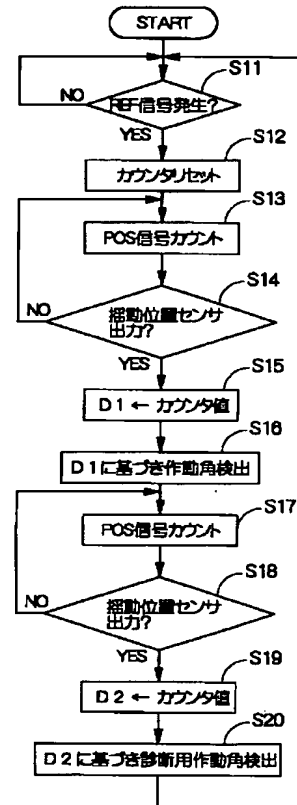 START
S11
REF信号発生?
NO
YES
S12
カウンタリセット
S13
POS信号カウント
S14
揺動位置センサ
出力?
NO
YES
S15
D1 ← カウンタ値
S16
D1に基づき作動角検出
S17
POS信号カウント
S18
揺動位置センサ
出力?
NO
YES
S19
D2 ← カウンタ値
S20
D2に基づき診断用作動角検出